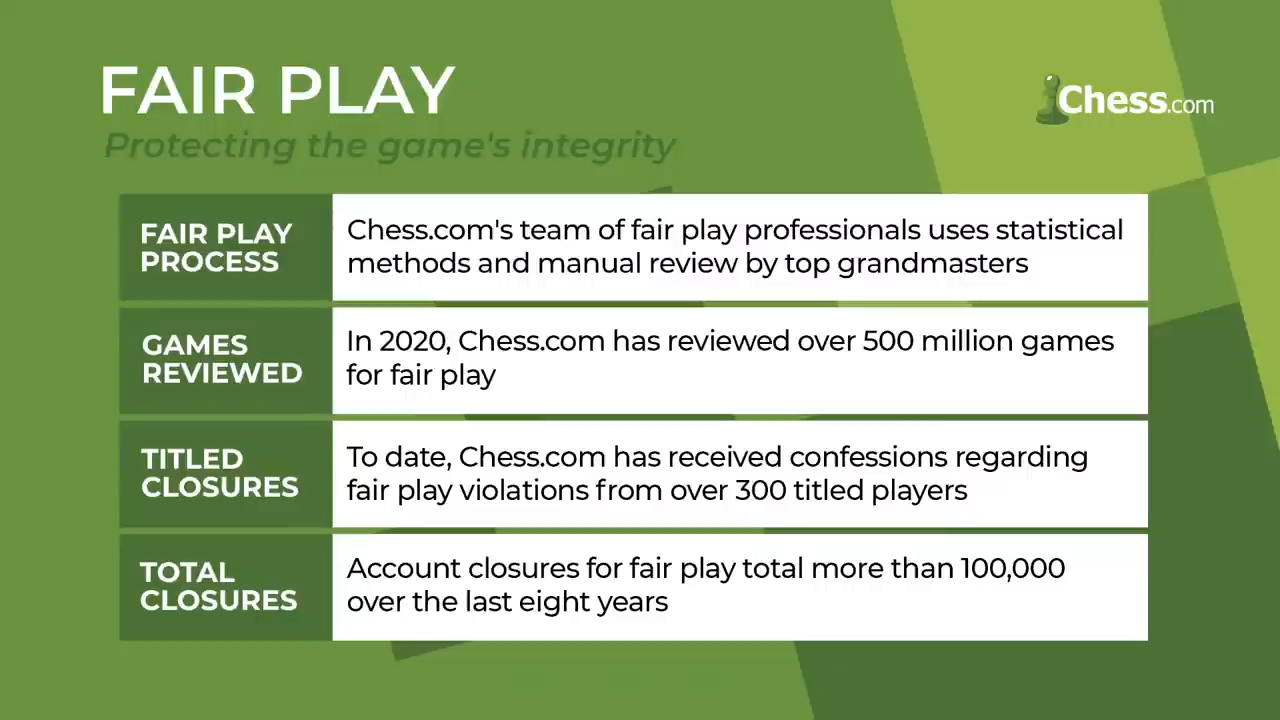 FAIR PLAY
Chess.com
Protecting the game's integrity
FAIR PLAY
PROCESS
Chess.com's team of fair play professionals uses statistical
methods and manual review by top grandmasters
GAMES
REVIEWED
In 2020, Chess.com has reviewed over 500 million games
for fair play
TITLED
CLOSURES
To date, Chess.com has received confessions regarding
fair play violations from over 300 titled players
TOTAL
CLOSURES
Account closures for fair play total more than 100,000
over the last eight years